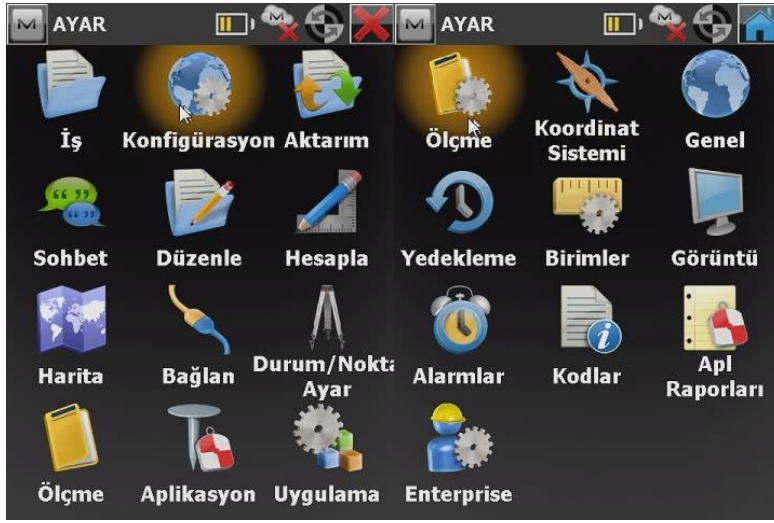 AYAR
İş
Konfigürasyon
Aktarım
Sohbet
Düzenle
Hesapla
Harita
Bağlan
Durum/Nokta
Ayar
Ölçme
Aplikasyon
Uygulama
AYAR
Ölçme
Koordinat
Sistemi
Genel
Yedekleme
Birimler
Görüntü
Alarmlar
Kodlar
Apl
Raporları
Enterprise